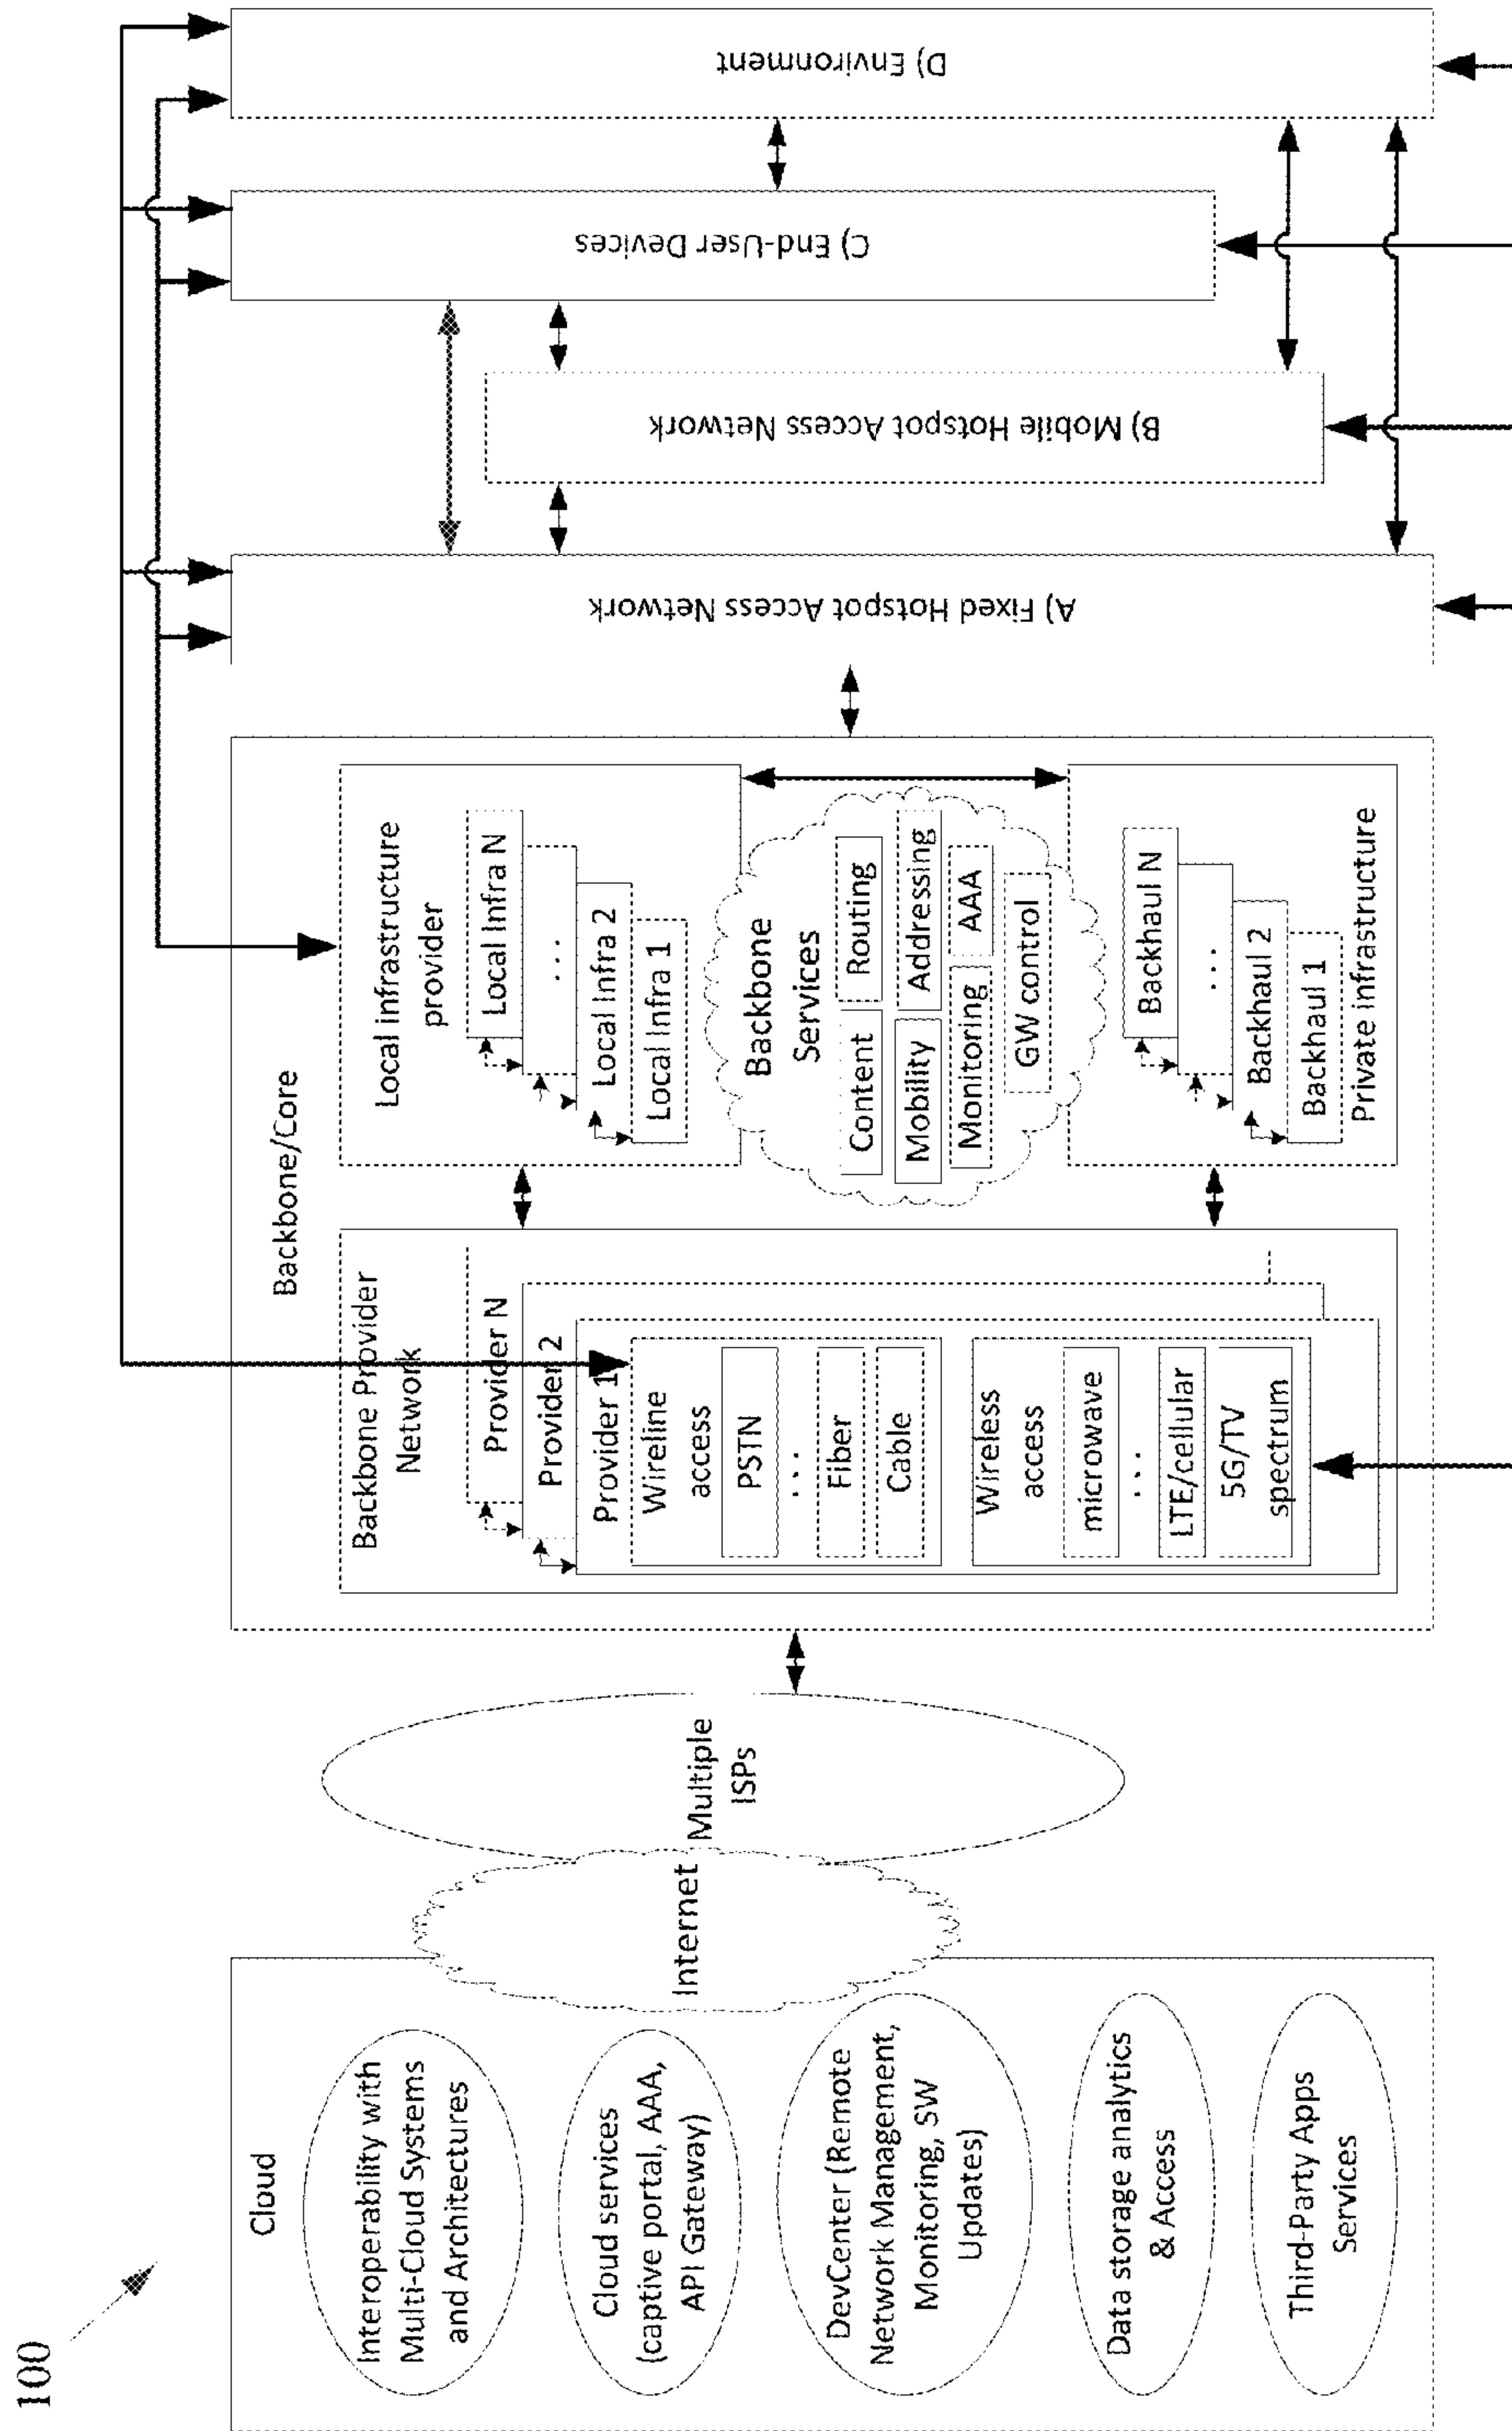 100
Cloud
Interoperability with
Multi-Cloud Systems
and Architectures
Cloud services
(captive portal, AAA,
API Gateway)
DevCenter (Remote
Network Management,
Monitoring, SW
Updates)
Data storage analytics
& Access
Third-Party Apps
Services
Internet
Multiple
ISPs
Backbone/Core
Backbone Provider
Network
Provider N
Provider 2
Provider 1
Wireline
access
PSTN
...
Fiber
Cable
Wireless
access
microwave
...
LTE/cellular
5G/TV
spectrum
Local infrastructure
provider
Local Infra N
...
Local Infra 2
Local Infra 1
Backbone
Services
Content
Routing
Mobility
Addressing
Monitoring
AAA
GW control
Backhaul N
...
Backhaul 2
Backhaul 1
Private infrastructure
A) Fixed Hotspot Access Network
B) Mobile Hotspot Access Network
C) End-User Devices
D) Environment